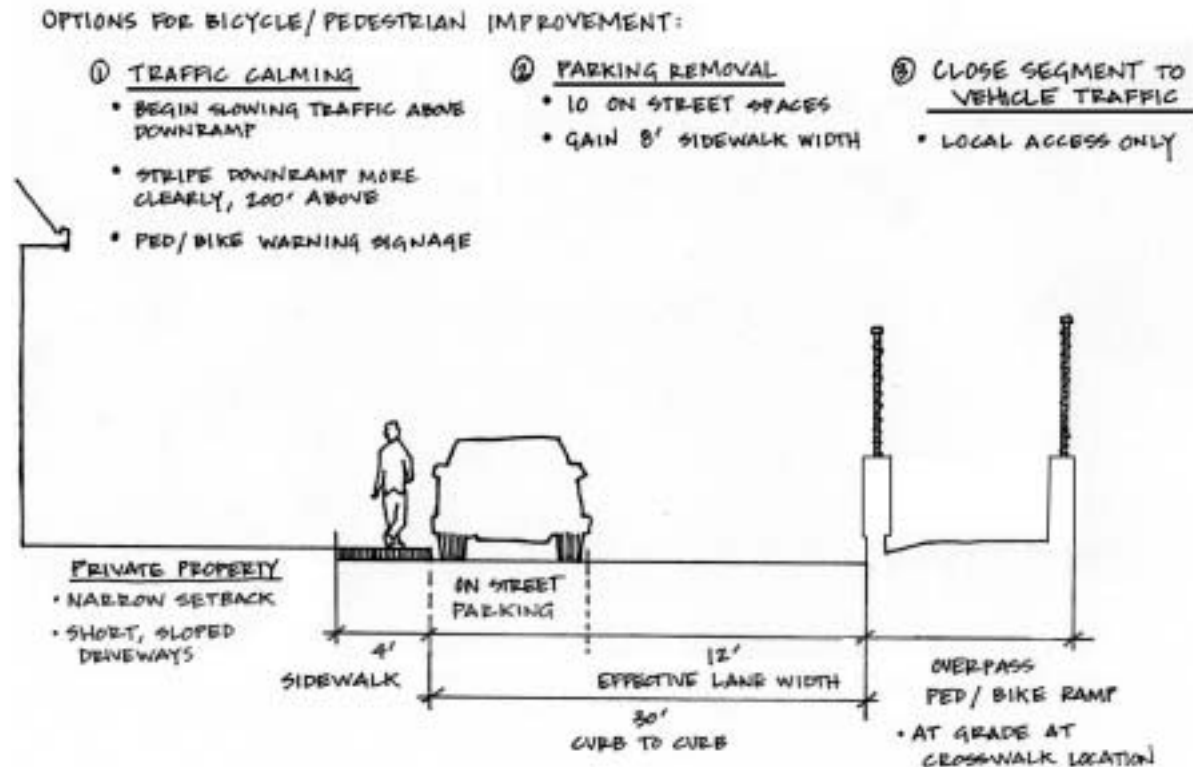 OPTIONS FOR BICYCLE/PEDESTRIAN IMPROVEMENT:
① TRAFFIC CALMING
• BEGIN SLOWING TRAFFIC ABOVE
DOWNRAMP
• STRIPE DOWNRAMP MORE
CLEARLY, 200' ABOVE
• PED/BIKE WARNING SIGNAGE
② PARKING REMOVAL
• 10 ON STREET SPACES
• GAIN 8' SIDEWALK WIDTH
③ CLOSE SEGMENT TO
VEHICLE TRAFFIC
• LOCAL ACCESS ONLY
PRIVATE PROPERTY
• NARROW SETBACK
• SHORT, SLOPED
DRIVEWAYS
4'
SIDEWALK
ON STREET
PARKING
12'
EFFECTIVE LANE WIDTH
30'
CURB TO CURB
OVERPASS
PED/BIKE RAMP
• AT GRADE AT
CROSSWALK LOCATION